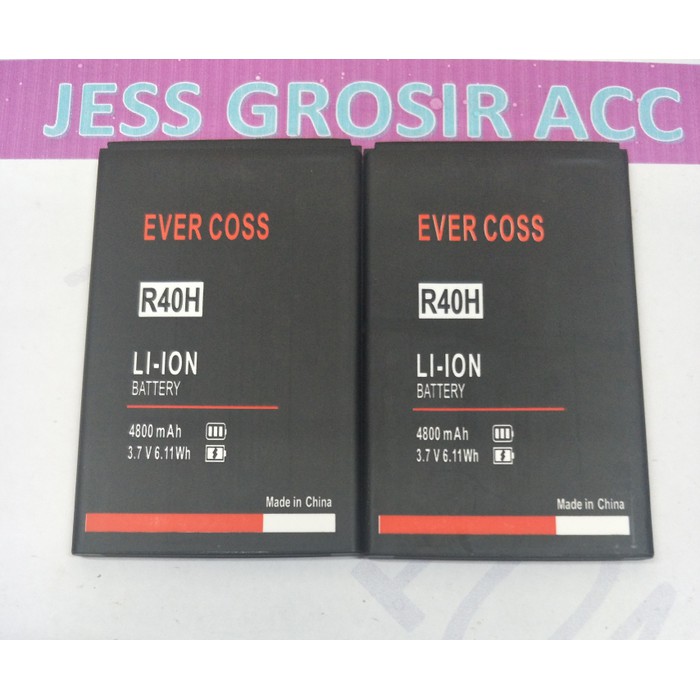 JESS GROSIR ACC
EVER COSS
R40H
LI-ION
BATTERY
4800 mAh
3.7 V 6.11Wh
Made in China
EVER COSS
R40H
LI-ION
BATTERY
4800 mAh
3.7 V 6.11Wh
Made in China